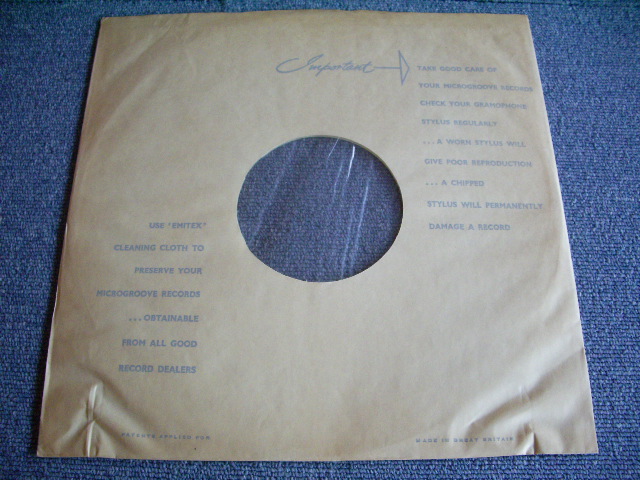 Important
TAKE GOOD CARE OF
YOUR MICROGROOVE RECORDS
CHECK YOUR GRAMOPHONE
STYLUS REGULARLY
...A WORN STYLUS WILL
GIVE POOR REPRODUCTION
...A CHIPPED
STYLUS WILL PERMANENTLY
DAMAGE A RECORD
USE 'EMITEX'
CLEANING CLOTH TO
PRESERVE YOUR
MICROGROOVE RECORDS
...OBTAINABLE
FROM ALL GOOD
RECORD DEALERS
PATENTS APPLIED FOR
MADE IN GREAT BRITAIN